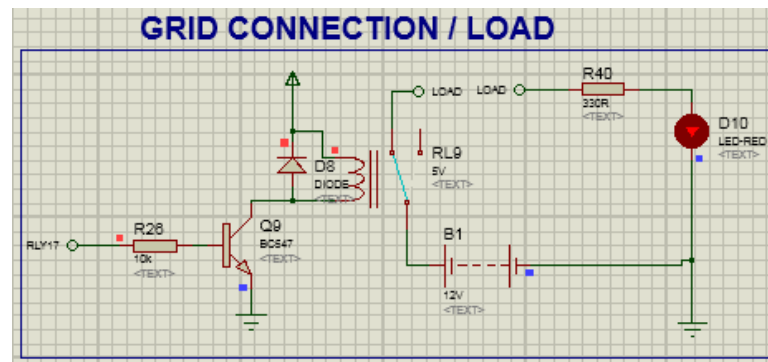 GRID CONNECTION / LOAD
R40
LOAD
LOAD
330R
<TEXT>
D10
LED-RED
<TEXT>
D8
DIODE
<TEXT>
RL9
5V
<TEXT>
R26
RLY17
10k
<TEXT>
Q9
BC547
<TEXT>
B1
12V
<TEXT>